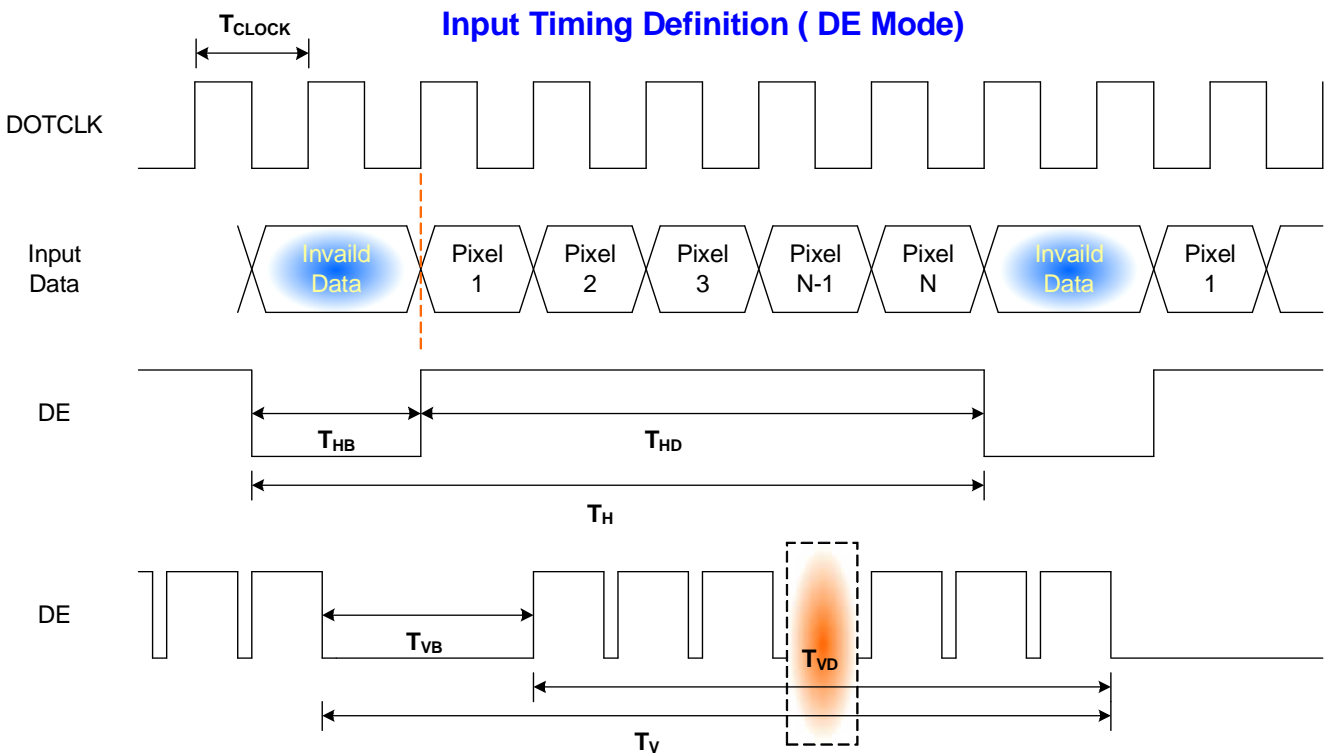 Input Timing Definition ( DE Mode)
TCLOCK
DOTCLK
Input
Data
Invaild
Data
Pixel
1
Pixel
2
Pixel
3
Pixel
N-1
Pixel
N
Invaild
Data
Pixel
1
DE
THB
THD
TH
DE
TVB
TVD
TV